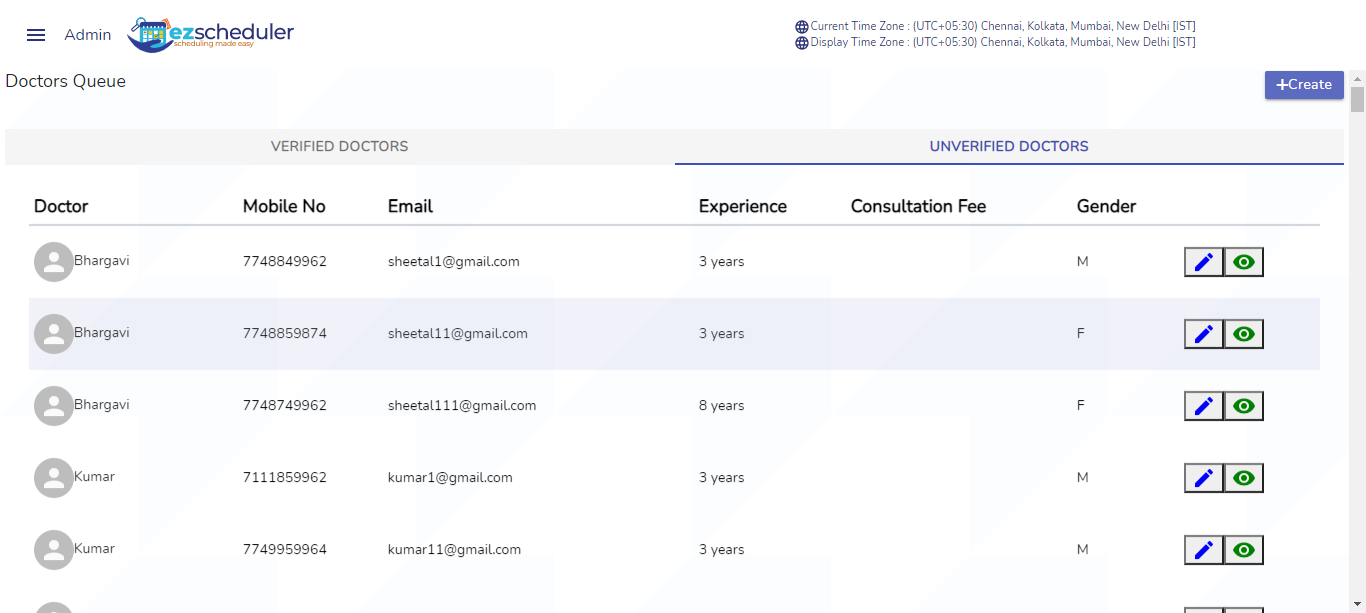 Admin
ezscheduler
scheduling made easy
Current Time Zone : (UTC+05:30) Chennai, Kolkata, Mumbai, New Delhi [IST]
Display Time Zone : (UTC+05:30) Chennai, Kolkata, Mumbai, New Delhi [IST]
Doctors Queue
+Create
VERIFIED DOCTORS UNVERIFIED DOCTORS
Doctor Mobile No Email Experience Consultation Fee Gender
Bhargavi 7748849962 sheetal1@gmail.com 3 years M
Bhargavi 7748859874 sheetal11@gmail.com 3 years F
Bhargavi 7748749962 sheetal111@gmail.com 8 years F
Kumar 7111859962 kumar1@gmail.com 3 years M
Kumar 7749959964 kumar11@gmail.com 3 years M